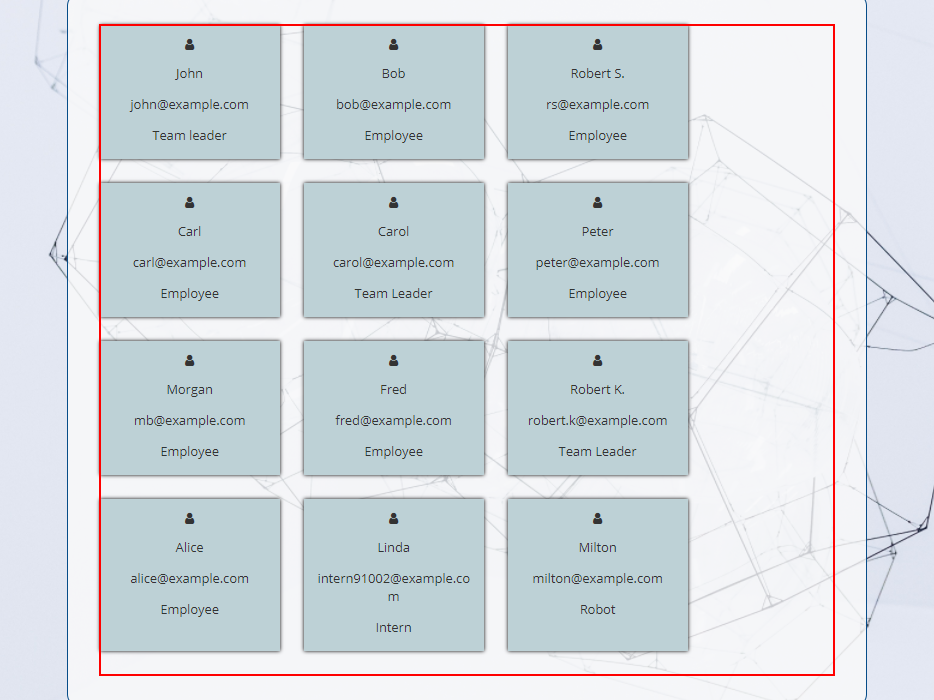 John
john@example.com
Team leader
Bob
bob@example.com
Employee
Robert S.
rs@example.com
Employee
Carl
carl@example.com
Employee
Carol
carol@example.com
Team Leader
Peter
peter@example.com
Employee
Morgan
mb@example.com
Employee
Fred
fred@example.com
Employee
Robert K.
robert.k@example.com
Team Leader
Alice
alice@example.com
Employee
Linda
intern91002@example.co
m
Intern
Milton
milton@example.com
Robot